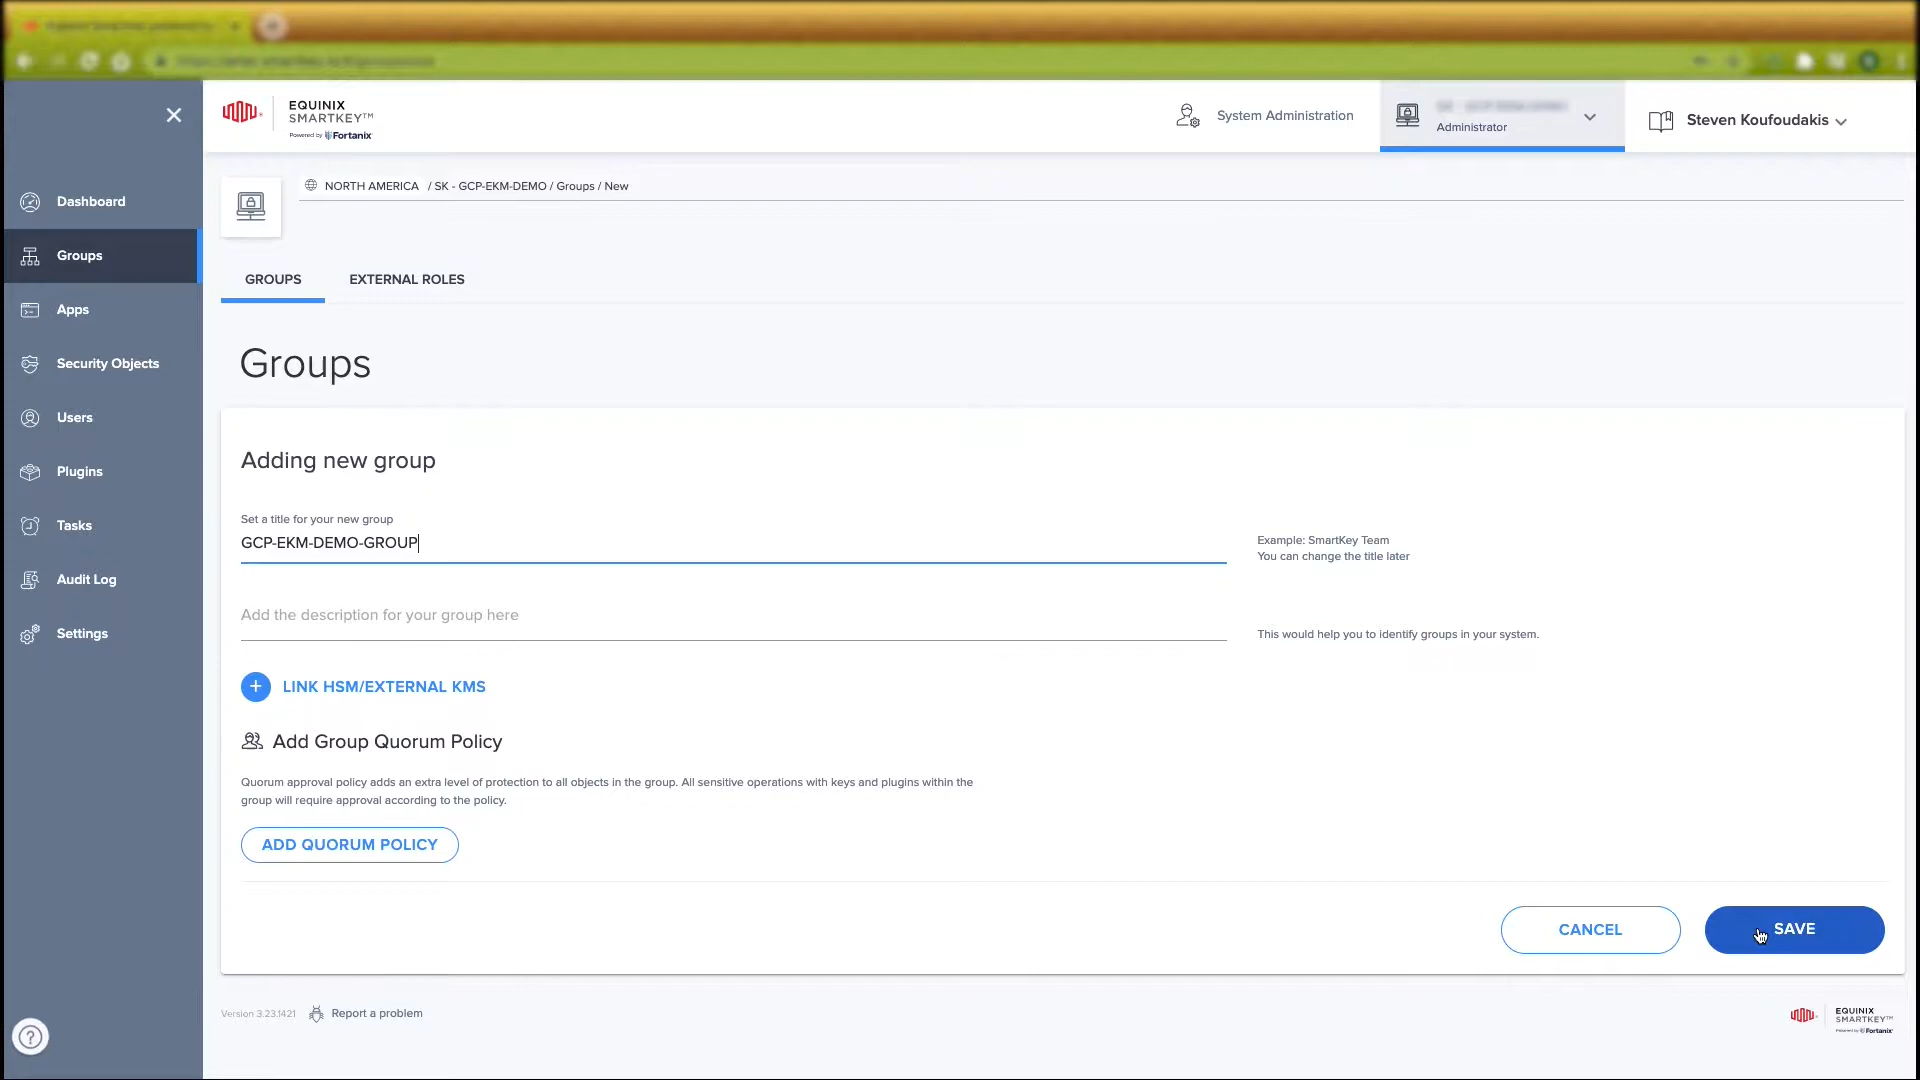 EQUINIX
SMARTKEY™
Powered by Fortanix
System Administration
Administrator
Steven Koufoudakis
NORTH AMERICA / SK - GCP-EKM-DEMO / Groups / New
Dashboard
Groups
Apps
Security Objects
Users
Plugins
Tasks
Audit Log
Settings
GROUPS
EXTERNAL ROLES
Groups
Adding new group
Set a title for your new group
GCP-EKM-DEMO-GROUP
Example: SmartKey Team
You can change the title later
Add the description for your group here
This would help you to identify groups in your system.
+ LINK HSM/EXTERNAL KMS
Add Group Quorum Policy
Quorum approval policy adds an extra level of protection to all objects in the group. All sensitive operations with keys and plugins within the
group will require approval according to the policy.
ADD QUORUM POLICY
CANCEL
SAVE
Version 3.23.1421
Report a problem
?
EQUINIX
SMARTKEY™
Powered by Fortanix